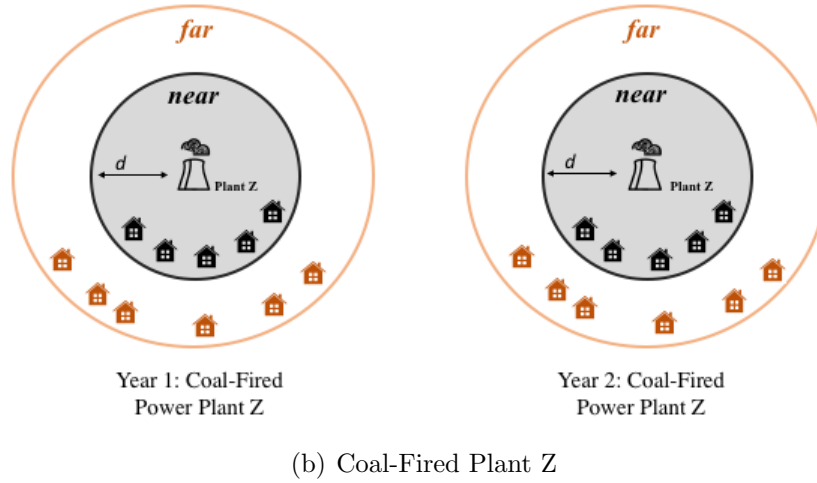 far
near
d
Plant Z
Year 1: Coal-Fired
Power Plant Z
far
near
d
Plant Z
Year 2: Coal-Fired
Power Plant Z
(b) Coal-Fired Plant Z